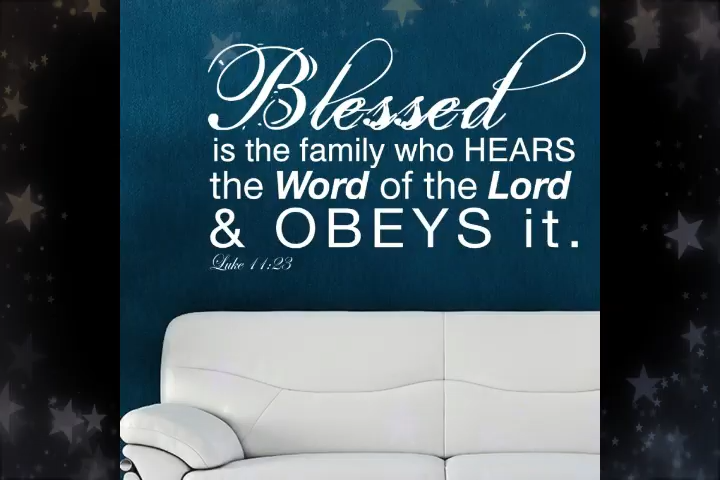 Blessed
is the family who HEARS
the Word of the Lord
& OBEYS it.
Luke 11:23